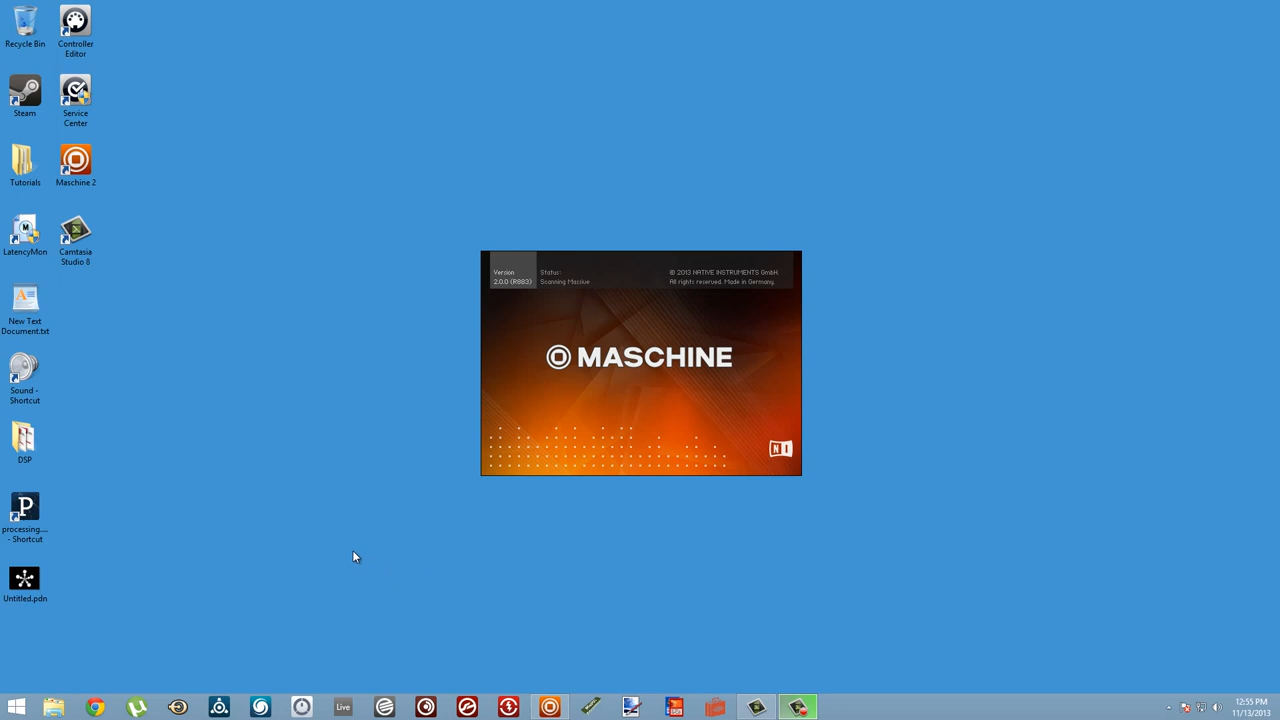 Recycle Bin
Controller
Editor
Steam
Service
Center
Tutorials
Maschine 2
M
LatencyMon
Camtasia
Studio 8
New Text
Document.txt
Sound -
Shortcut
DSP
P
processing....
- Shortcut
Untitled.pdn
Version
2.0.0 (R883)
Status:
Scanning Massive
© 2013 NATIVE INSTRUMENTS GmbH.
All rights reserved. Made in Germany.
MASCHINE
NI
Live
12:55 PM
11/13/2013